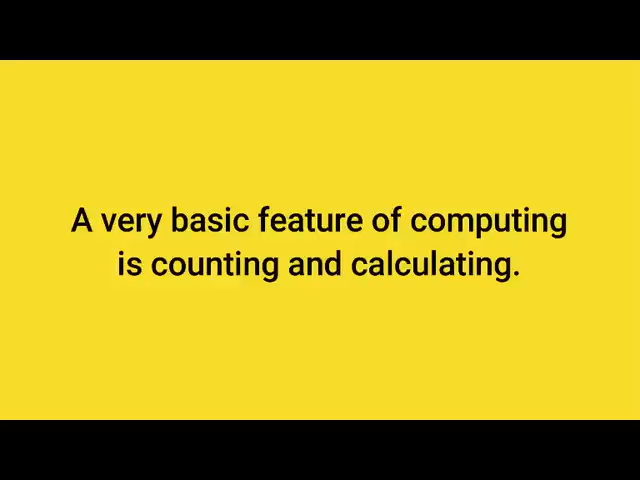 A very basic feature of computing
is counting and calculating.